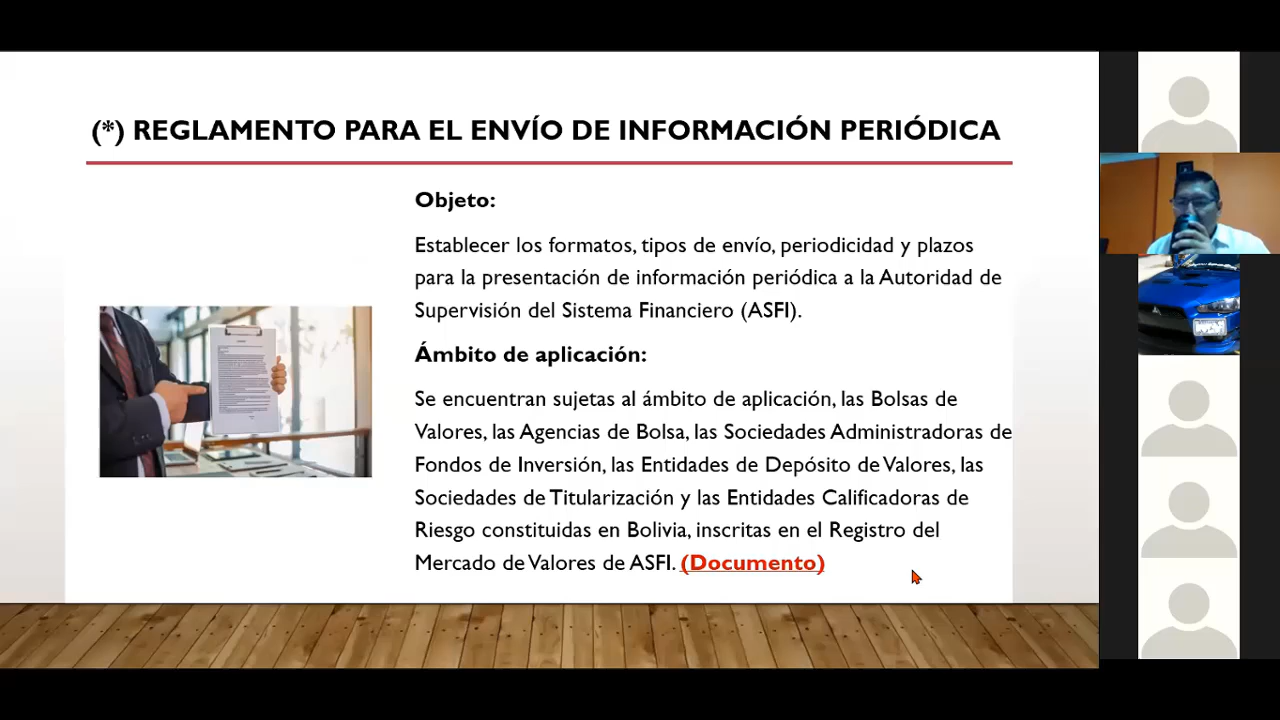 (*) REGLAMENTO PARA EL ENVÍO DE INFORMACIÓN PERIÓDICA
Objeto:
Establecer los formatos, tipos de envío, periodicidad y plazos
para la presentación de información periódica a la Autoridad de
Supervisión del Sistema Financiero (ASFI).
Ámbito de aplicación:
Se encuentran sujetas al ámbito de aplicación, las Bolsas de
Valores, las Agencias de Bolsa, las Sociedades Administradoras de
Fondos de Inversión, las Entidades de Depósito de Valores, las
Sociedades de Titularización y las Entidades Calificadoras de
Riesgo constituidas en Bolivia, inscritas en el Registro del
Mercado de Valores de ASFI. (Documento)